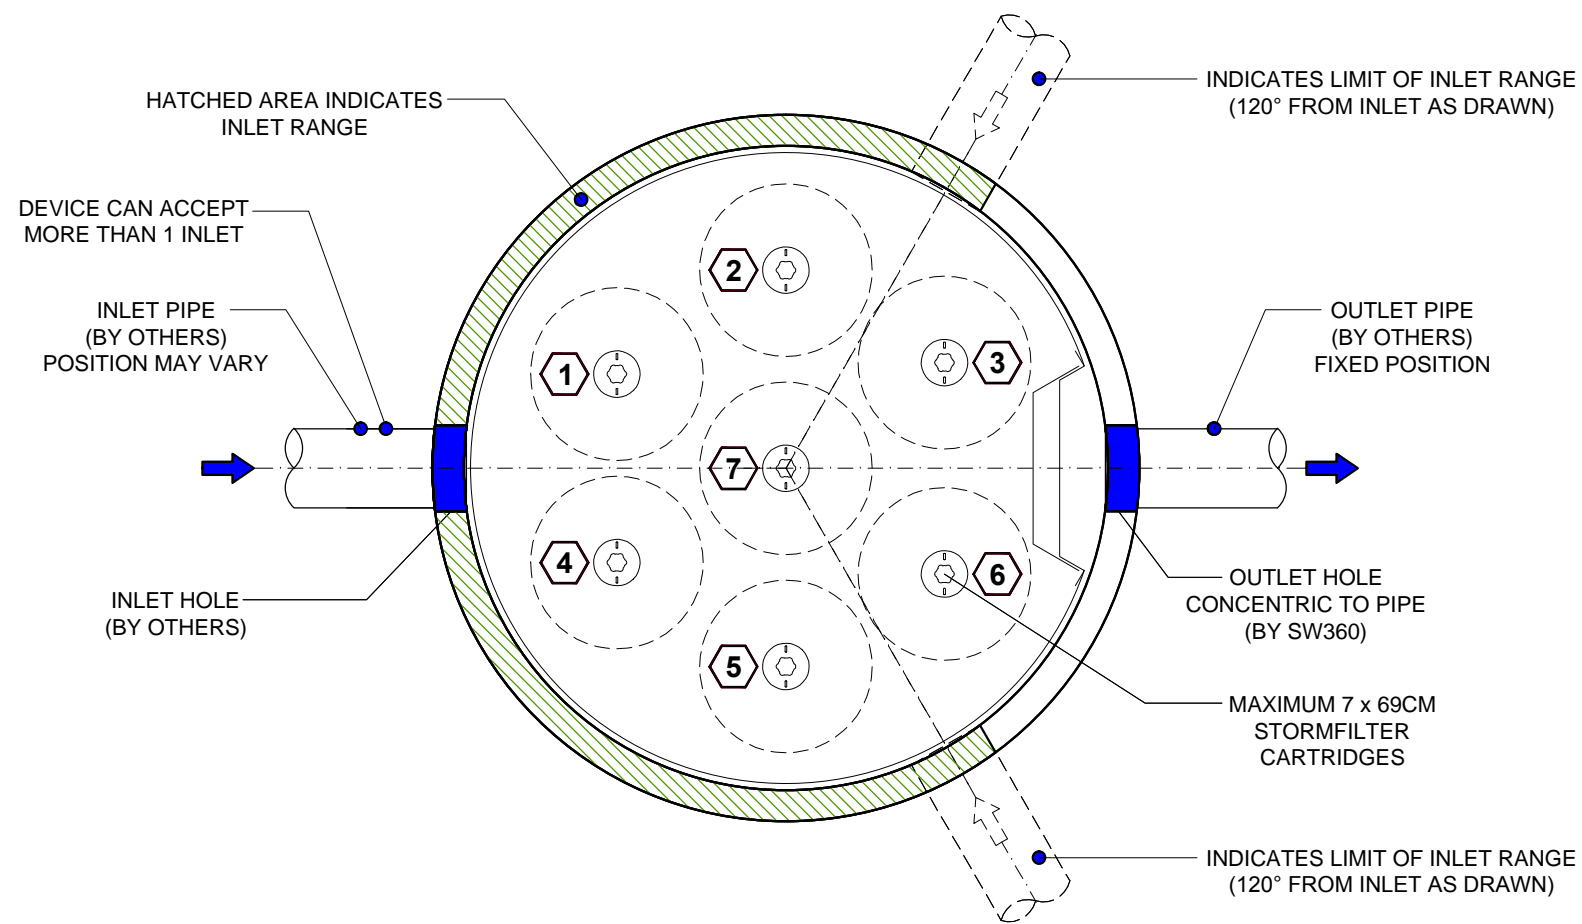 INDICATES LIMIT OF INLET RANGE
(120° FROM INLET AS DRAWN)
HATCHED AREA INDICATES
INLET RANGE
DEVICE CAN ACCEPT
MORE THAN 1 INLET
INLET PIPE
(BY OTHERS)
POSITION MAY VARY
OUTLET PIPE
(BY OTHERS)
FIXED POSITION
2
3
1
7
4
6
5
INLET HOLE
(BY OTHERS)
OUTLET HOLE
CONCENTRIC TO PIPE
(BY SW360)
MAXIMUM 7 x 69CM
STORMFILTER
CARTRIDGES
INDICATES LIMIT OF INLET RANGE
(120° FROM INLET AS DRAWN)